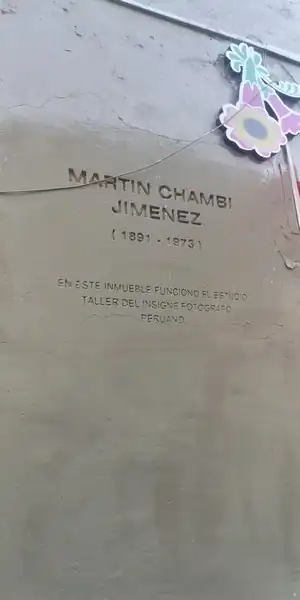 MARTIN CHAMBI
JIMENEZ
( 1891 - 1973 )
EN ESTE INMUEBLE FUNCIONO EL ESTUDIO
TALLER DEL INSIGNE FOTOGRAFO
PERUANO